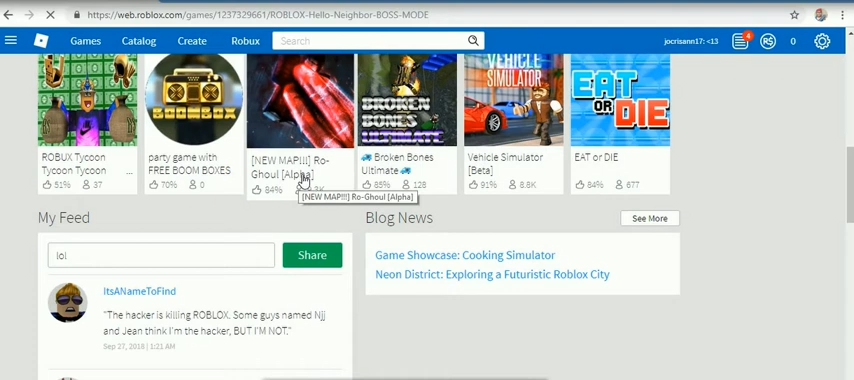 https://web.roblox.com/games/1237329661/ROBLOX-Hello-Neighbor-BOSS-MODE
Games Catalog Create Robux Search jocrisann17: <13 4 0
BOOMBOX
BROKEN
BONES
ULTIMATE
VEHICLE
SIMULATOR
EAT
OR
DIE
ROBUX Tycoon
Tycoon Tycoon ...
51% 37
party game with
FREE BOOM BOXES
70% 0
[NEW MAP!!!] Ro-
Ghoul [Alpha]
84%
[NEW MAP!!!] Ro-Ghoul [Alpha]
Broken Bones
Ultimate
85% 128
Vehicle Simulator
[Beta]
91% 8.8K
EAT or DIE
84% 677
My Feed
lol
Share
ItsANameToFind
"The hacker is killing ROBLOX. Some guys named Njj
and Jean think I'm the hacker, BUT I'M NOT."
Sep 27, 2018 | 1:21 AM
Blog News
See More
Game Showcase: Cooking Simulator
Neon District: Exploring a Futuristic Roblox City